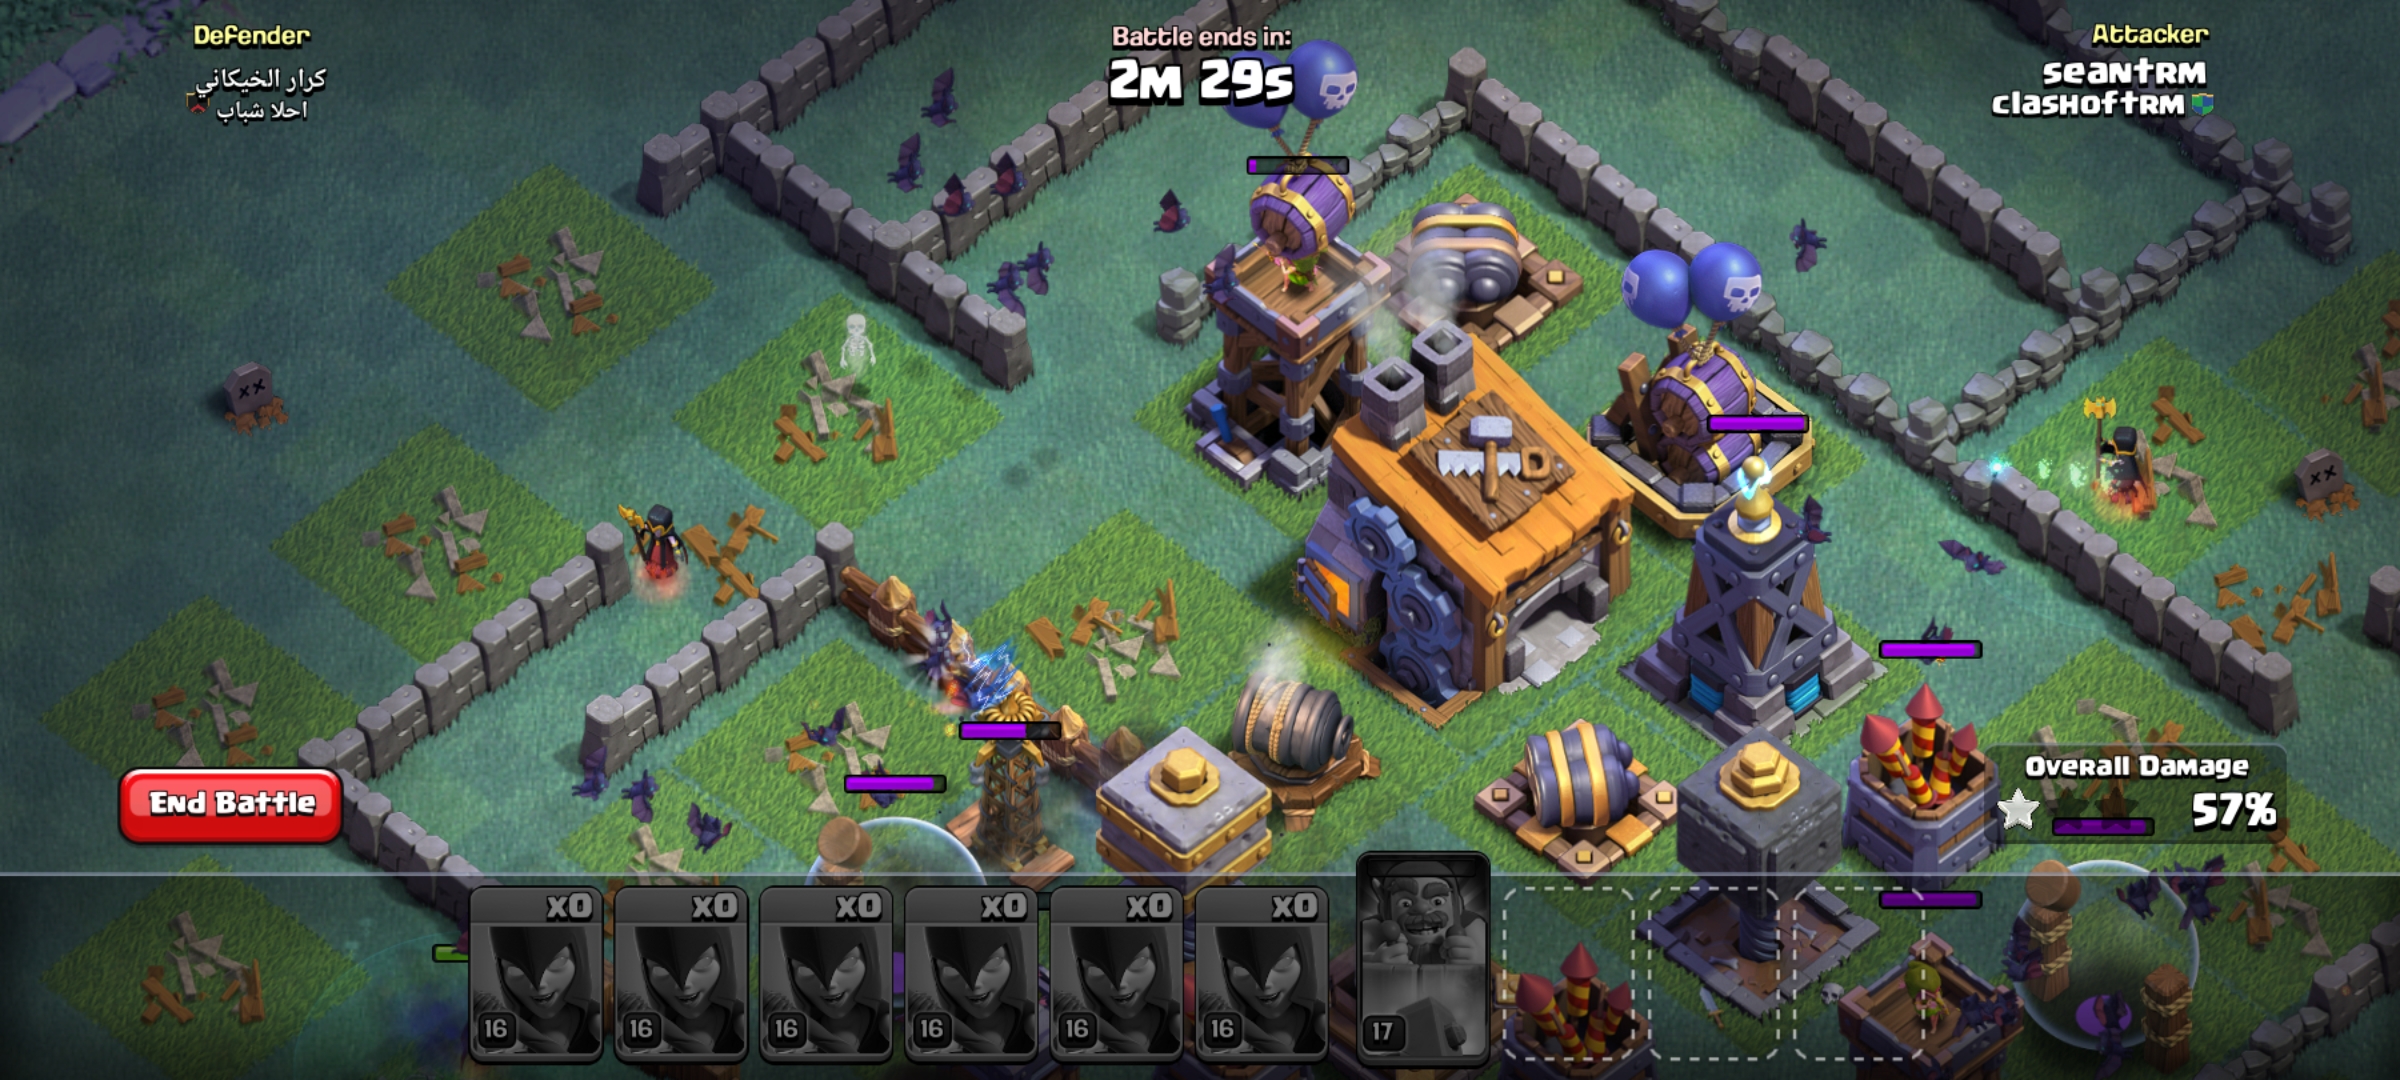 Defender
كرار الخيكاني
احلا شباب
Battle ends in:
2M 29s
Attacker
seantRM
clashoftRM
End Battle
Overall Damage
57%
x0
x0
x0
x0
x0
x0
16
16
16
16
16
16
17